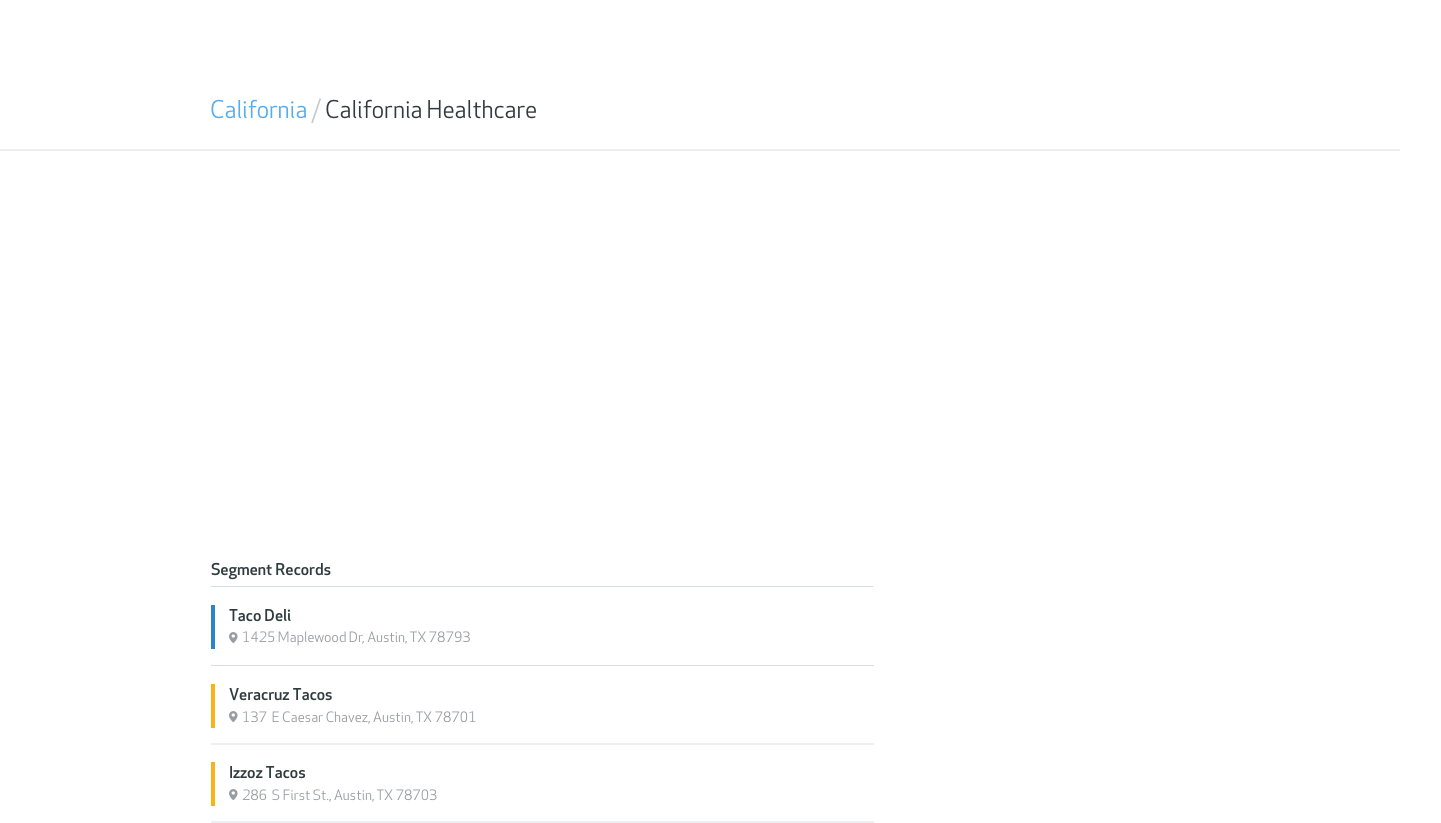 California / California Healthcare
Segment Records
Taco Deli
1425 Maplewood Dr, Austin, TX 78793
Veracruz Tacos
137 E Caesar Chavez, Austin, TX 78701
Izzoz Tacos
286 S First St., Austin, TX 78703